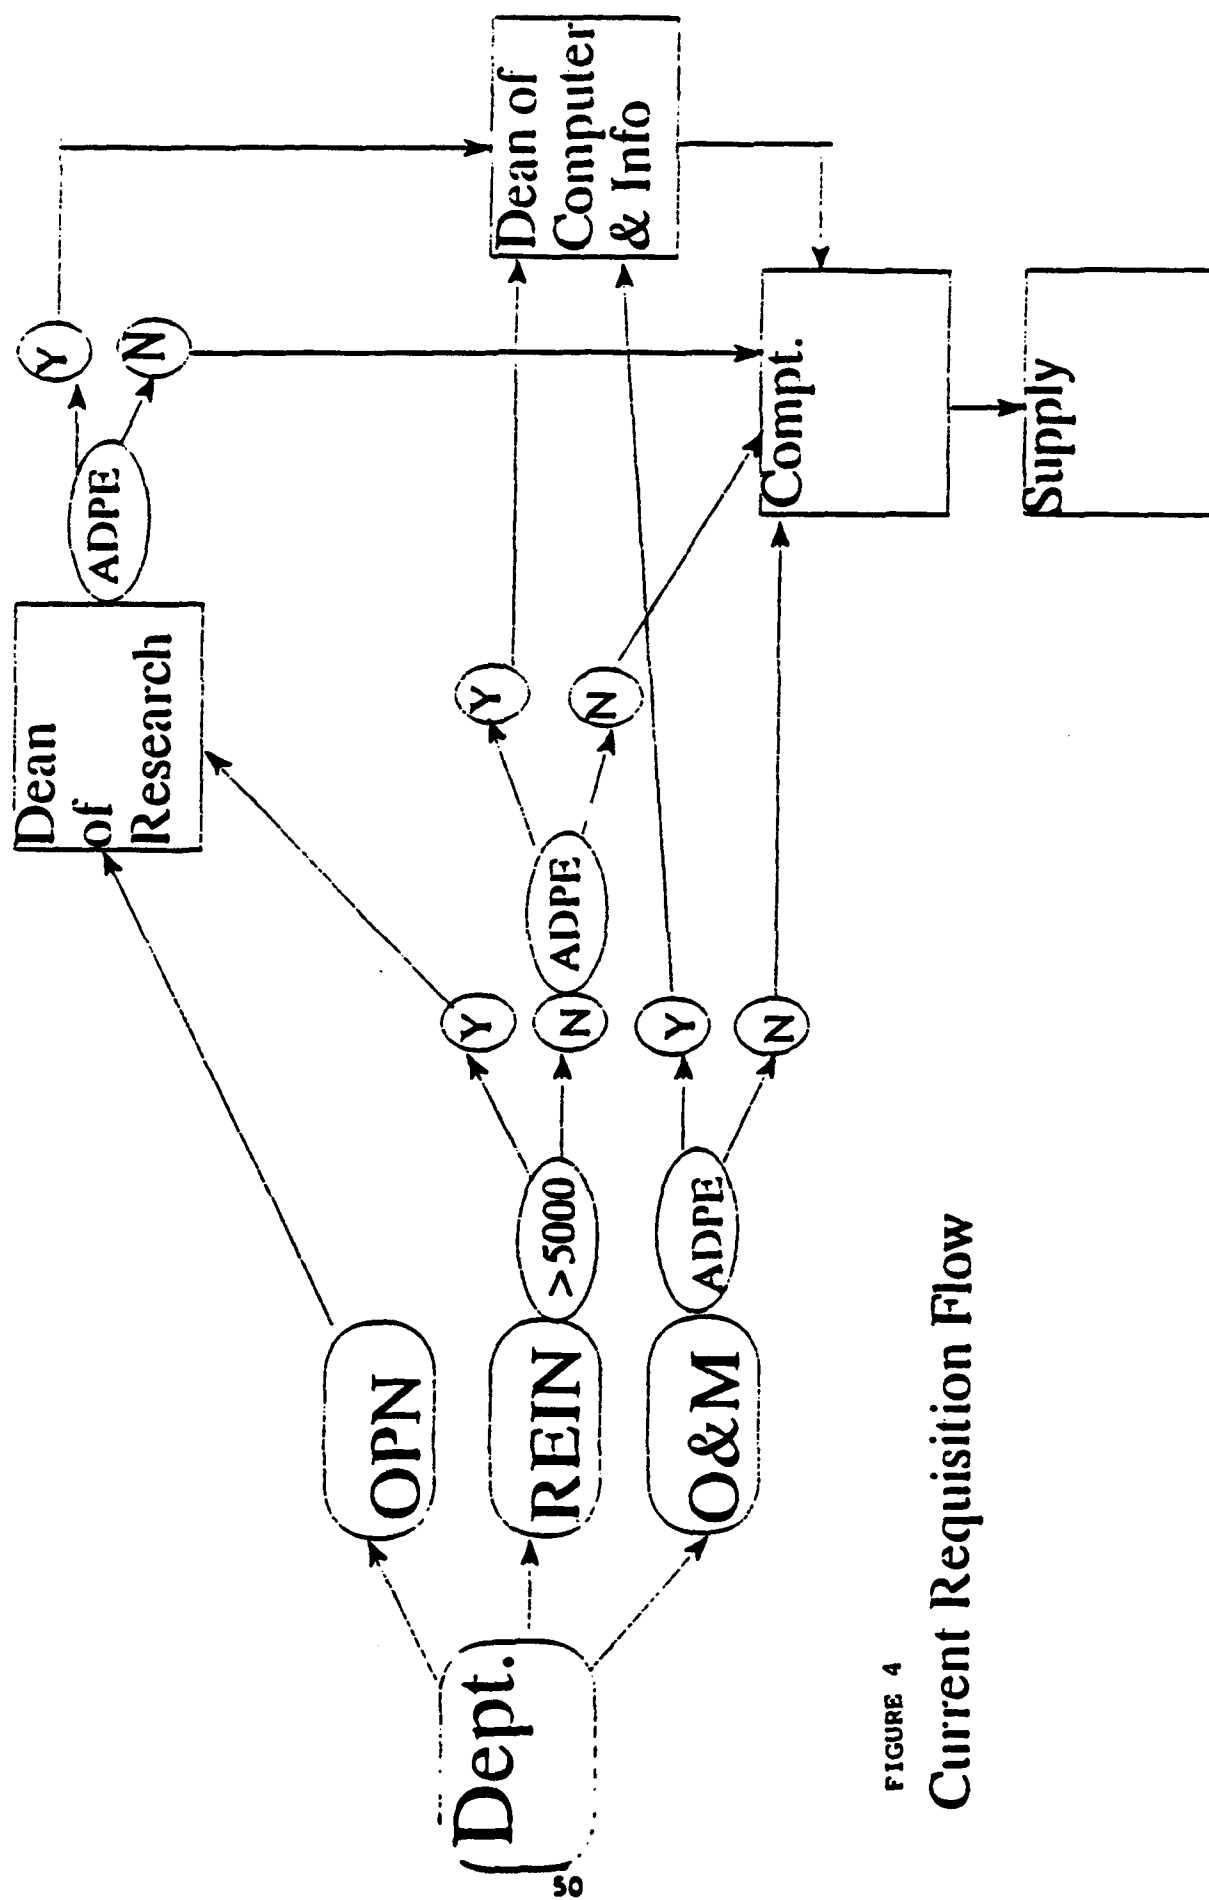 Dept.
OPN
REIN
O&M
>5000
ADPE
Y
N
Y
N
ADPE
Y
N
Dean
of
Research
ADPE
Y
N
Dean of
Computer
& Info
Compt.
Supply
FIGURE 4
Current Requisition Flow
50